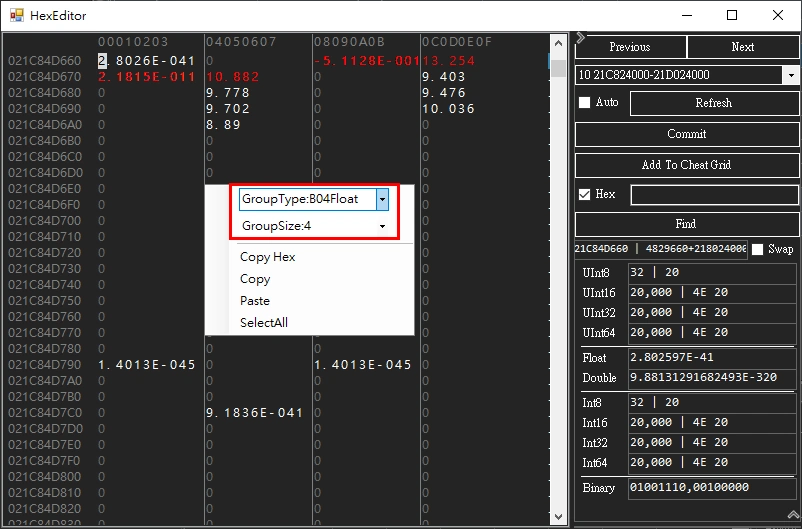 HexEditor
00010203 04050607 08090A0B 0C0D0E0F
021C84D660 2.8026E-041 0 -5.1128E-001 13.254
021C84D670 2.1815E-011 10.882 0 9.403
021C84D680 0 9.778 0 9.476
021C84D690 0 9.702 0 10.036
021C84D6A0 0 8.89 0 0
021C84D6B0 0 0 0 0
021C84D6C0 0 0 0 0
021C84D6D0 0 0 0 0
021C84D6E0 0 0
021C84D6F0 0 0
021C84D700 0 0
021C84D710 0 0
021C84D720 0 0
021C84D730 0 0
021C84D740 0 0
021C84D750 0 0
021C84D760 0 0
021C84D770 0 0
021C84D780 0 0 0 0
021C84D790 1.4013E-045 0 1.4013E-045 0
021C84D7A0 0 0 0 0
021C84D7B0 0 0 0 0
021C84D7C0 0 9.1836E-041 0 0
021C84D7D0 0 0 0 0
021C84D7E0 0 0 0 0
021C84D7F0 0 0 0 0
021C84D800 0 0 0 0
021C84D810 0 0 0 0
021C84D820 0 0 0 0
021C84D830 0 0 0 0
GroupType:B04Float
GroupSize:4
Copy Hex
Copy
Paste
SelectAll
Previous Next
10 21C824000-21D024000
Auto Refresh
Commit
Add To Cheat Grid
Hex
Find
21C84D660 | 4829660+218024000 Swap
UInt8 32 | 20
UInt16 20,000 | 4E 20
UInt32 20,000 | 4E 20
UInt64 20,000 | 4E 20
Float 2.802597E-41
Double 9.88131291682493E-320
Int8 32 | 20
Int16 20,000 | 4E 20
Int32 20,000 | 4E 20
Int64 20,000 | 4E 20
Binary 01001110,00100000